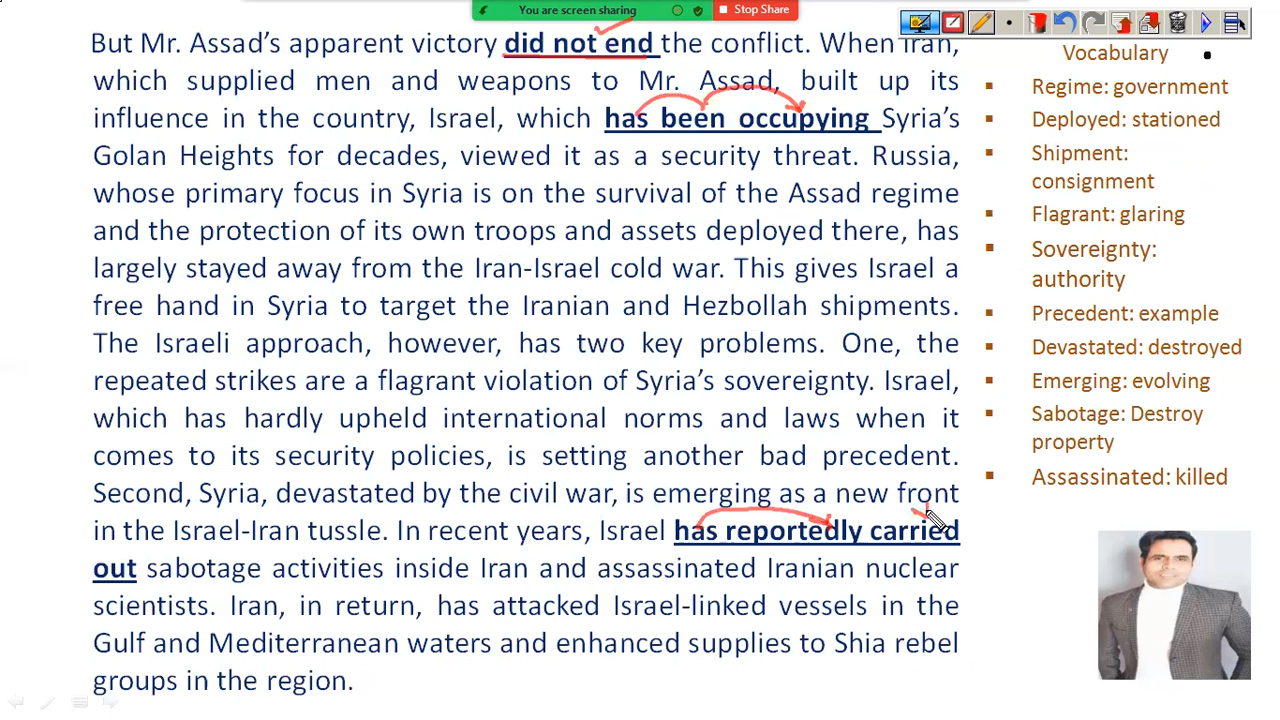 You are screen sharing
Stop Share
But Mr. Assad's apparent victory did not end the conflict. When Iran,
which supplied men and weapons to Mr. Assad, built up its
influence in the country, Israel, which has been occupying Syria's
Golan Heights for decades, viewed it as a security threat. Russia,
whose primary focus in Syria is on the survival of the Assad regime
and the protection of its own troops and assets deployed there, has
largely stayed away from the Iran-Israel cold war. This gives Israel a
free hand in Syria to target the Iranian and Hezbollah shipments.
The Israeli approach, however, has two key problems. One, the
repeated strikes are a flagrant violation of Syria's sovereignty. Israel,
which has hardly upheld international norms and laws when it
comes to its security policies, is setting another bad precedent.
Second, Syria, devastated by the civil war, is emerging as a new front
in the Israel-Iran tussle. In recent years, Israel has reportedly carried
out sabotage activities inside Iran and assassinated Iranian nuclear
scientists. Iran, in return, has attacked Israel-linked vessels in the
Gulf and Mediterranean waters and enhanced supplies to Shia rebel
groups in the region.
Vocabulary
Regime: government
Deployed: stationed
Shipment:
consignment
Flagrant: glaring
Sovereignty:
authority
Precedent: example
Devastated: destroyed
Emerging: evolving
Sabotage: Destroy
property
Assassinated: killed